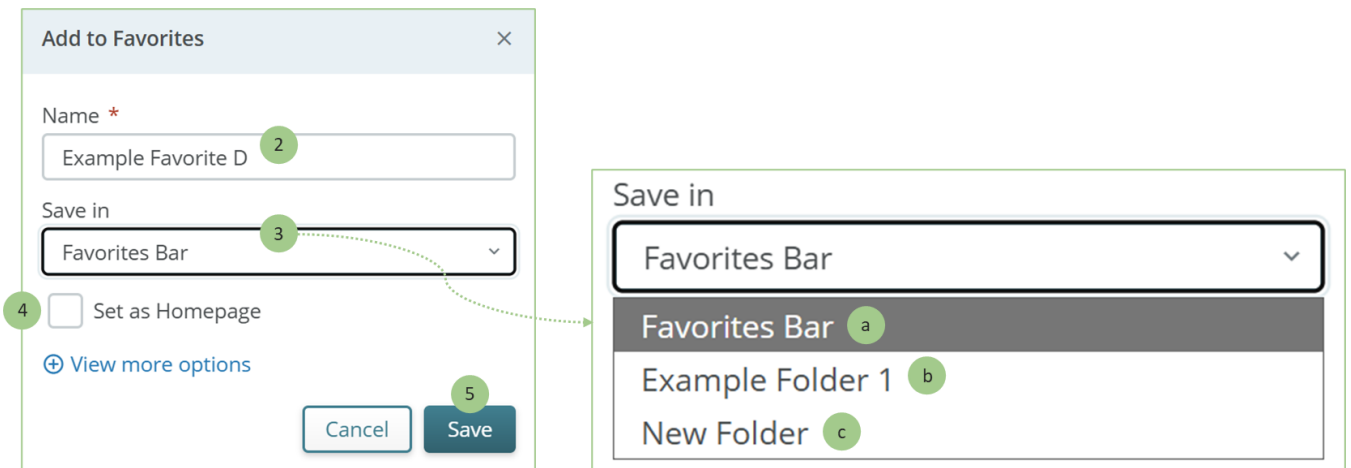 Add to Favorites ×
Name *
Example Favorite D
2
Save in
Favorites Bar
3
4
Set as Homepage
View more options
5
Cancel
Save
Save in
Favorites Bar
Favorites Bar a
Example Folder 1 b
New Folder c